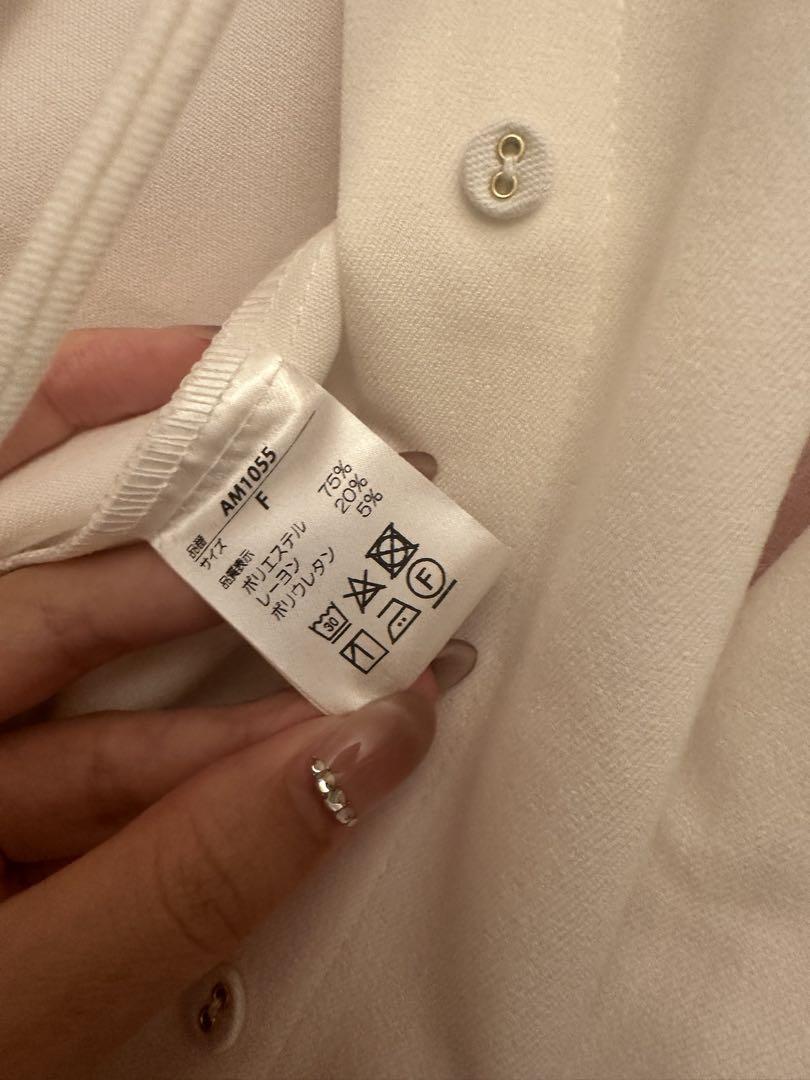 品番 AM1055
サイズ F
品質表示
ポリエステル 75%
レーヨン 20%
ポリウレタン 5%
30
F